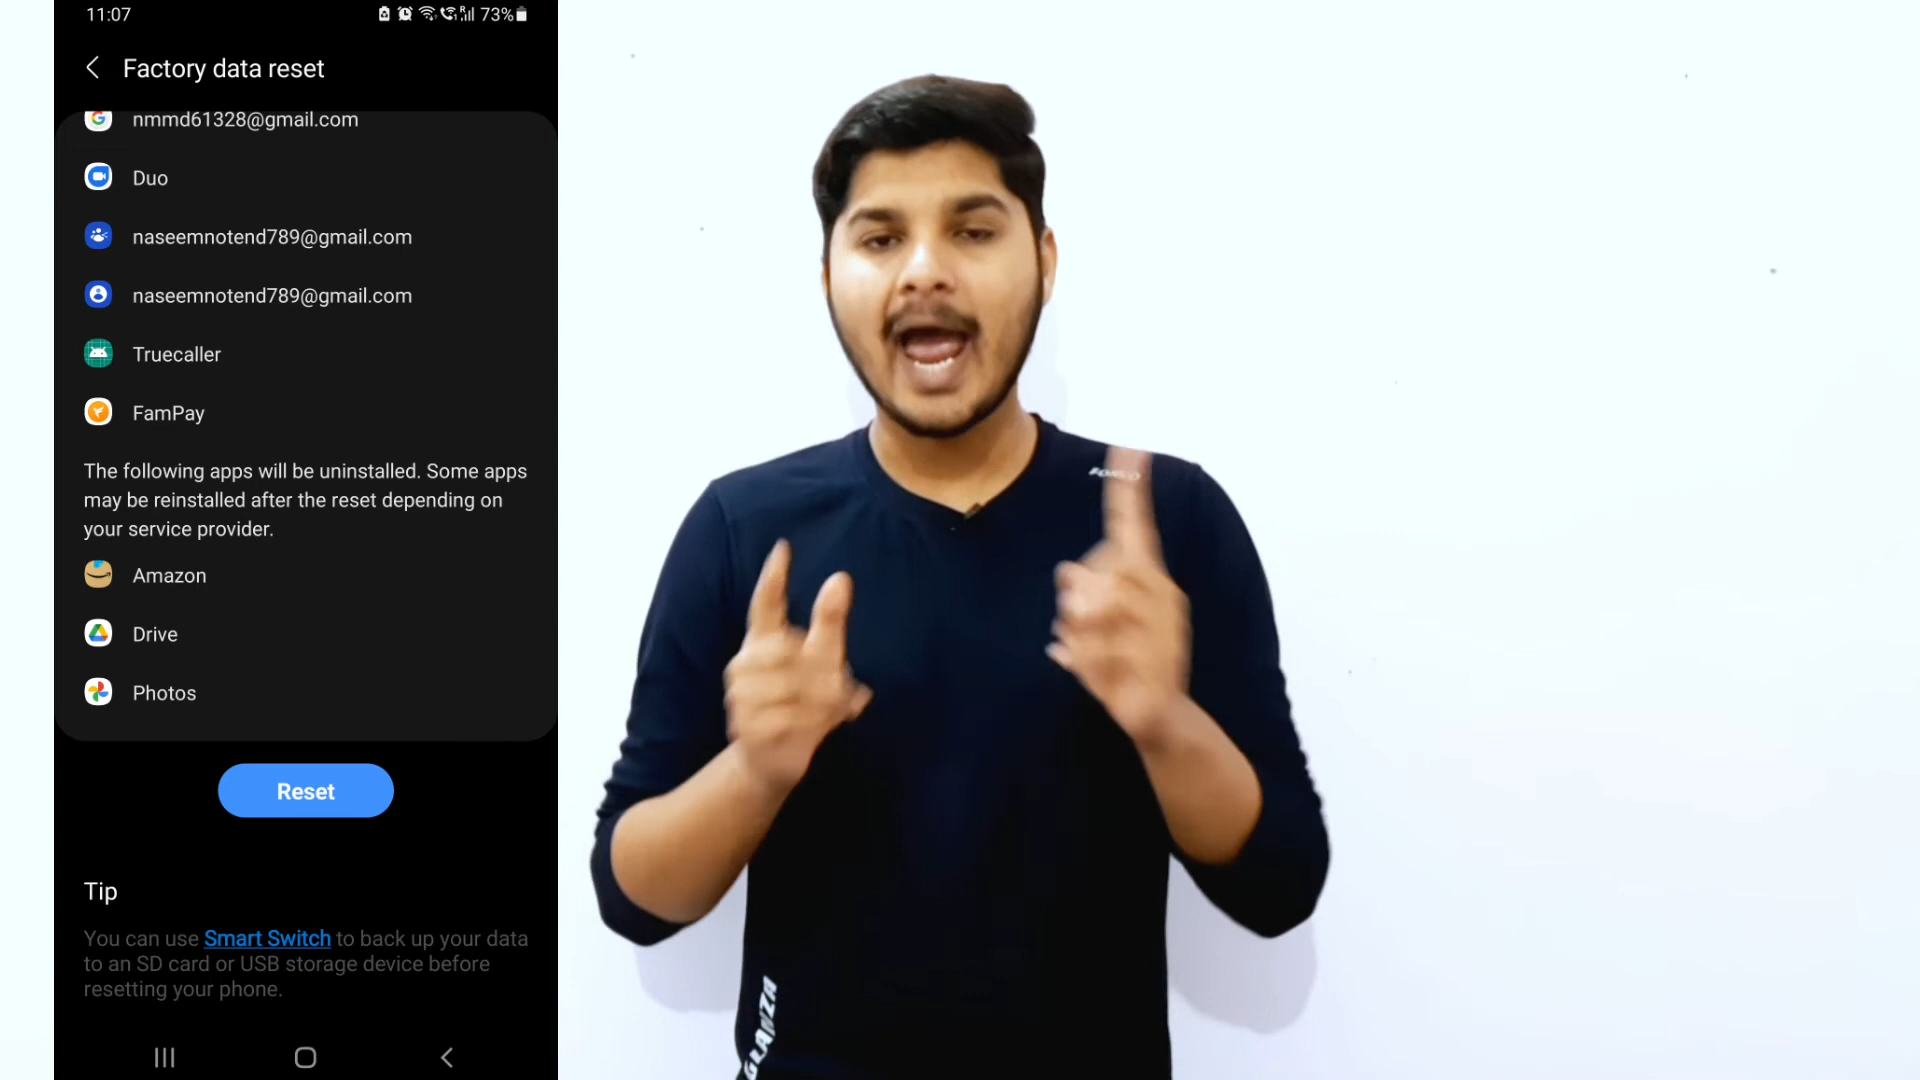 11:07
73%
Factory data reset
nmmd61328@gmail.com
Duo
naseemnotend789@gmail.com
naseemnotend789@gmail.com
Truecaller
FamPay
The following apps will be uninstalled. Some apps
may be reinstalled after the reset depending on
your service provider.
Amazon
Drive
Photos
Reset
Tip
You can use Smart Switch to back up your data
to an SD card or USB storage device before
resetting your phone.
GLANZA